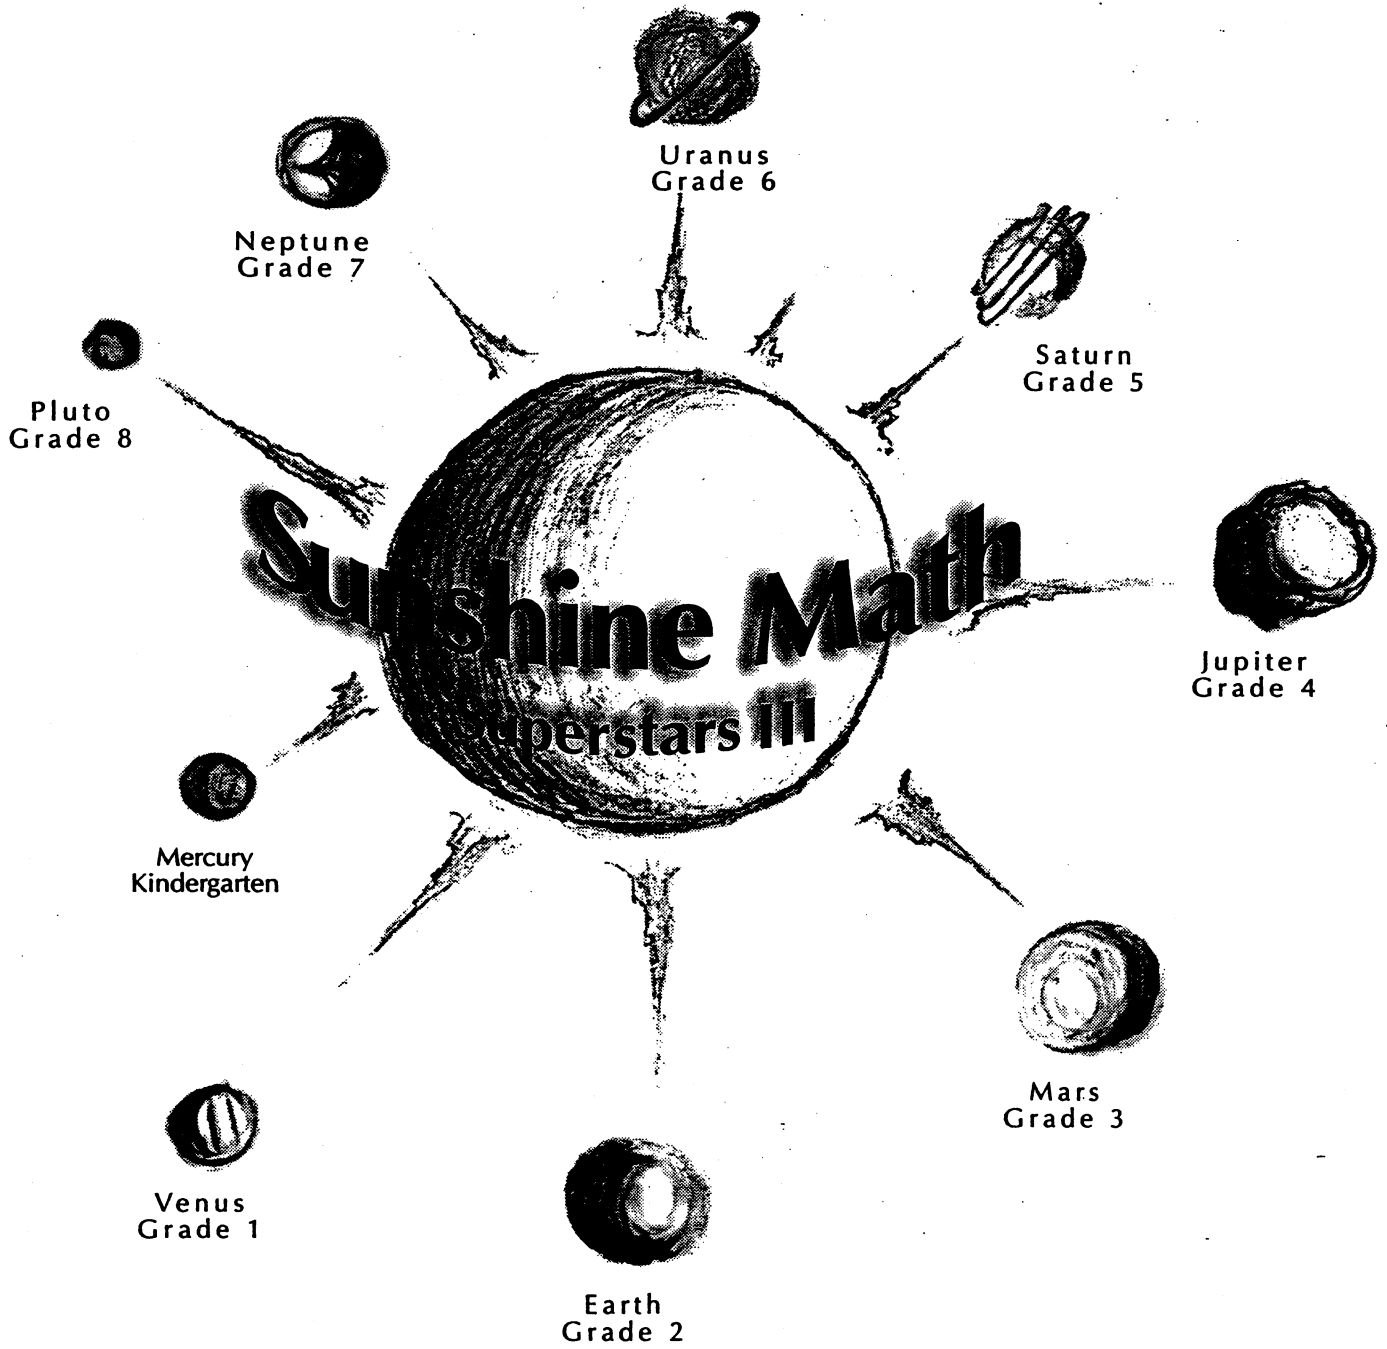 Uranus
Grade 6
Neptune
Grade 7
Saturn
Grade 5
Pluto
Grade 8
Sunshine Math
Superstars III
Jupiter
Grade 4
Mercury
Kindergarten
Mars
Grade 3
Venus
Grade 1
Earth
Grade 2